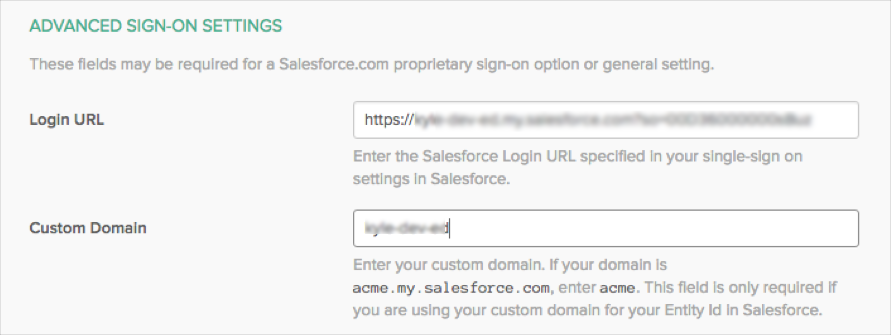 ADVANCED SIGN-ON SETTINGS
These fields may be required for a Salesforce.com proprietary sign-on option or general setting.
Login URL
https://
Enter the Salesforce Login URL specified in your single-sign on
settings in Salesforce.
Custom Domain
Enter your custom domain. If your domain is
acme.my.salesforce.com, enter acme. This field is only required if
you are using your custom domain for your Entity Id in Salesforce.